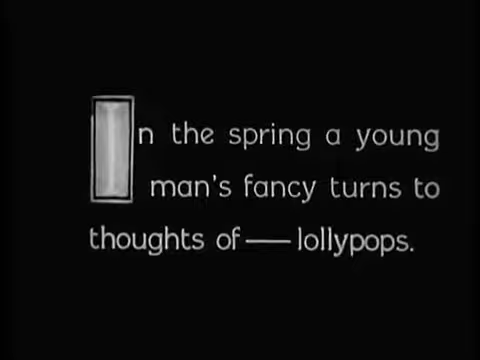 In the spring a young
man's fancy turns to
thoughts of — lollypops.